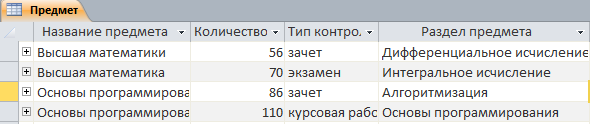 Предмет
Название предмета Количество Тип контро. Раздел предмета
Высшая математики 56 зачет Дифференциальное исчисление
Высшая математика 70 экзамен Интегральное исчисление
Основы программирова 86 зачет Алгоритмизация
Основы программирова 110 курсовая рабо Основы программирования